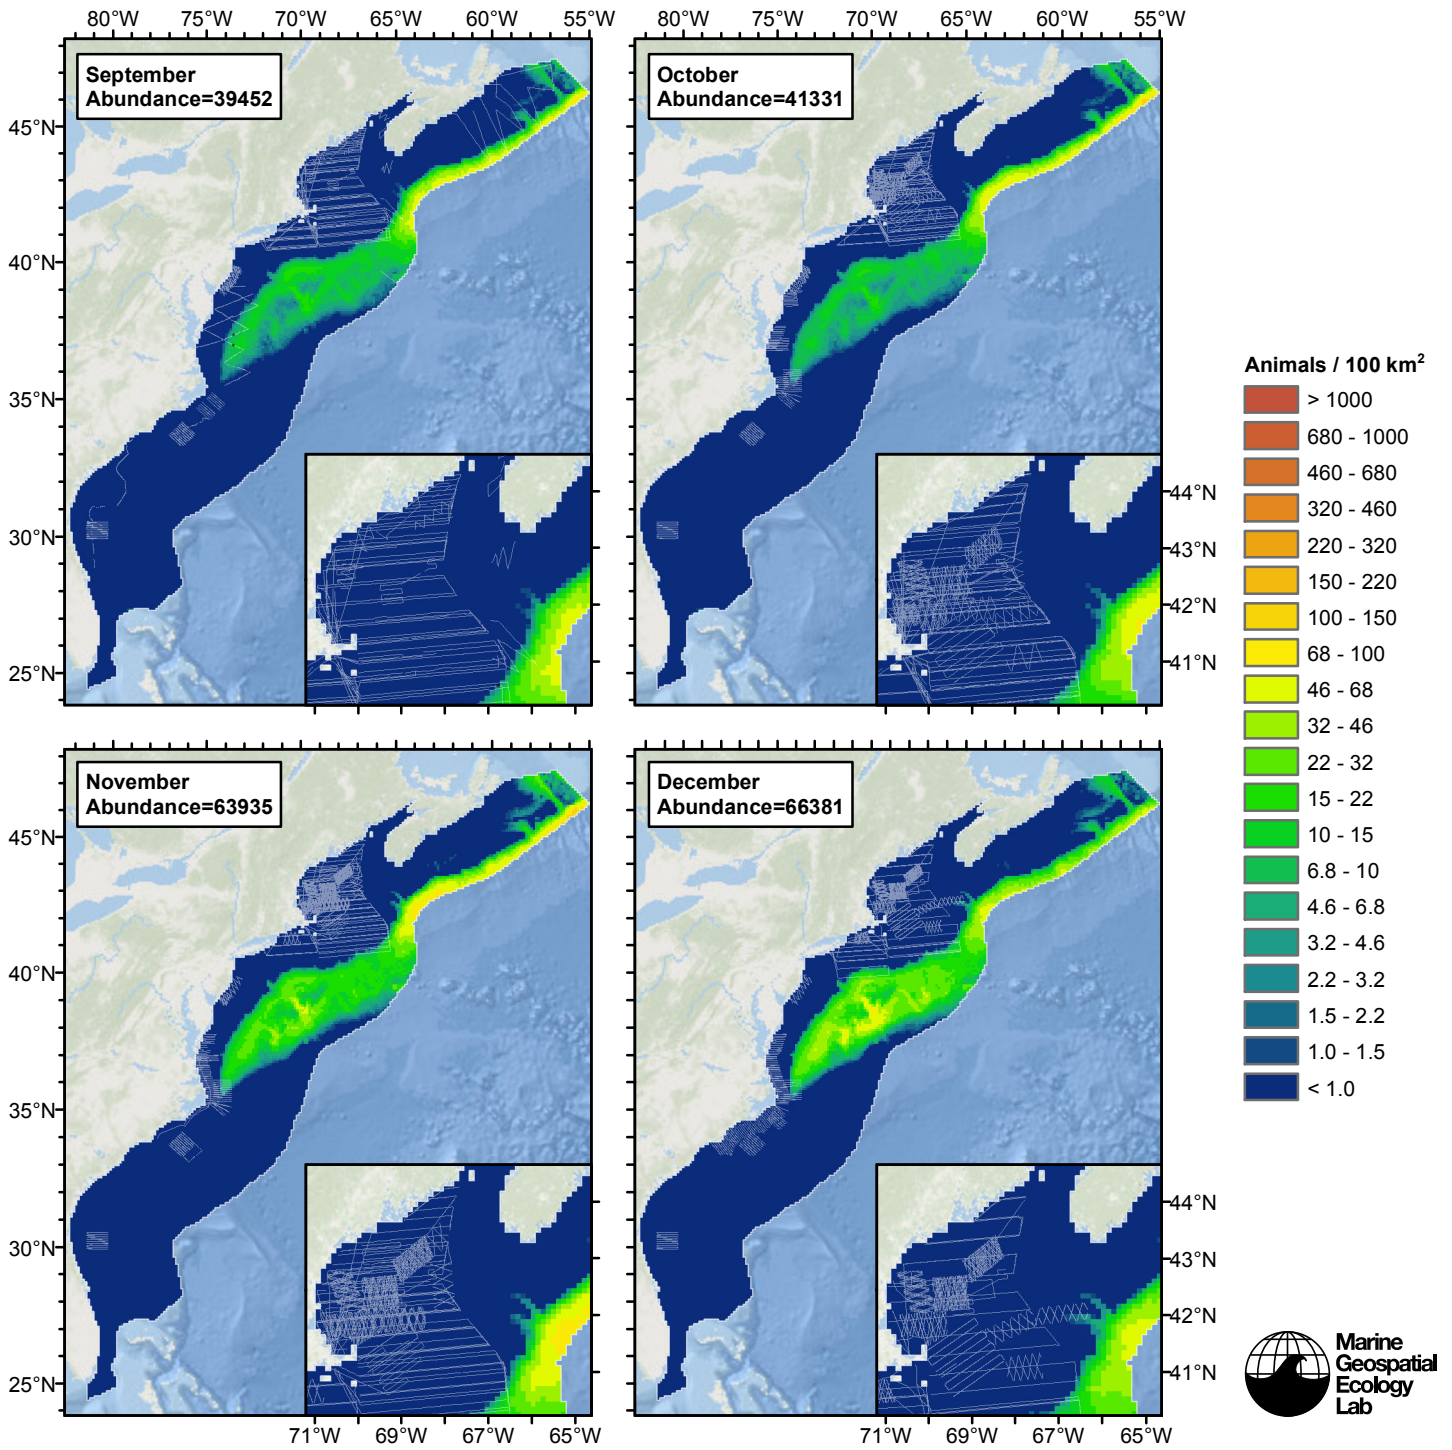 80°W 75°W 70°W 65°W 60°W 55°W 80°W 75°W 70°W 65°W 60°W 55°W
September
Abundance=39452
October
Abundance=41331
45°N
40°N
35°N
30°N
25°N
44°N
43°N
42°N
41°N
November
Abundance=63935
December
Abundance=66381
45°N
40°N
35°N
30°N
25°N
44°N
43°N
42°N
41°N
71°W 69°W 67°W 65°W 71°W 69°W 67°W 65°W
Animals / 100 km²
> 1000
680 - 1000
460 - 680
320 - 460
220 - 320
150 - 220
100 - 150
68 - 100
46 - 68
32 - 46
22 - 32
15 - 22
10 - 15
6.8 - 10
4.6 - 6.8
3.2 - 4.6
2.2 - 3.2
1.5 - 2.2
1.0 - 1.5
< 1.0
Marine
Geospatial
Ecology
Lab